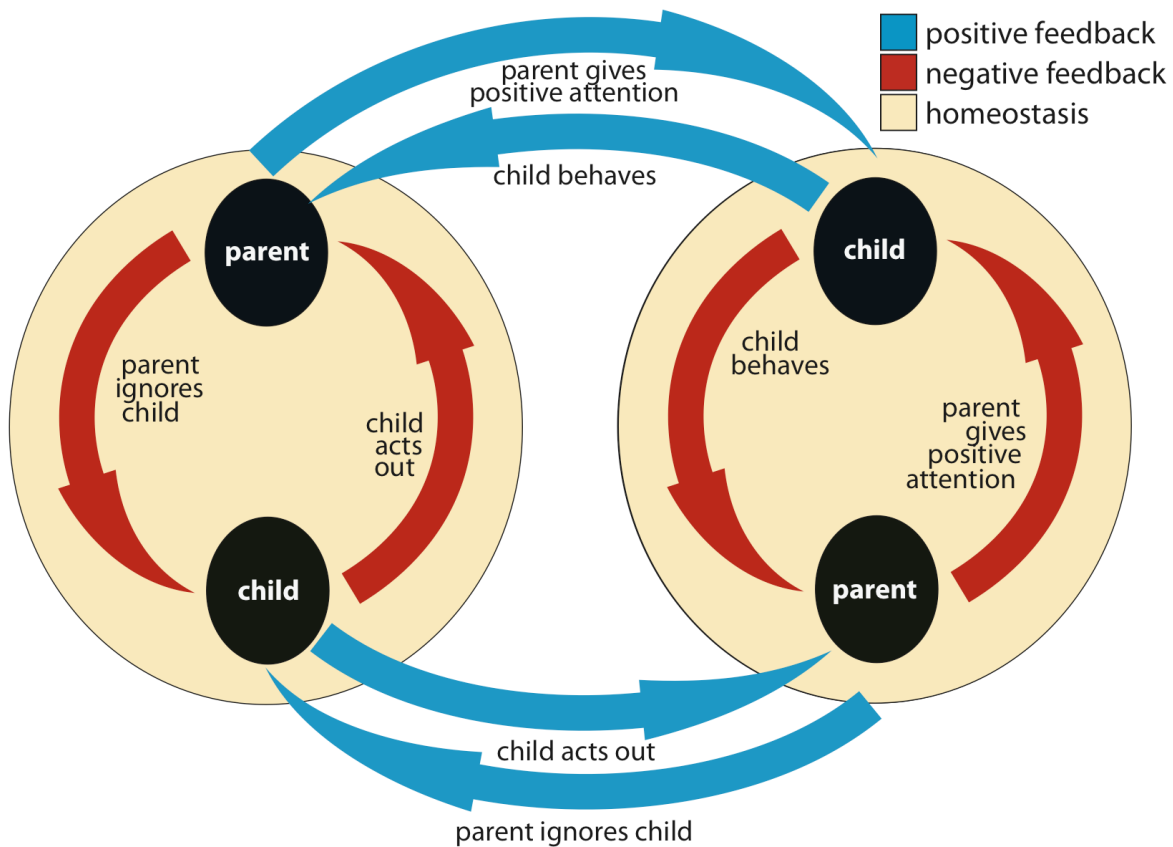 positive feedback
negative feedback
homeostasis
parent gives
positive attention
child behaves
parent
child
parent
ignores
child
child
acts
out
child
behaves
parent
gives
positive
attention
child
parent
child acts out
parent ignores child